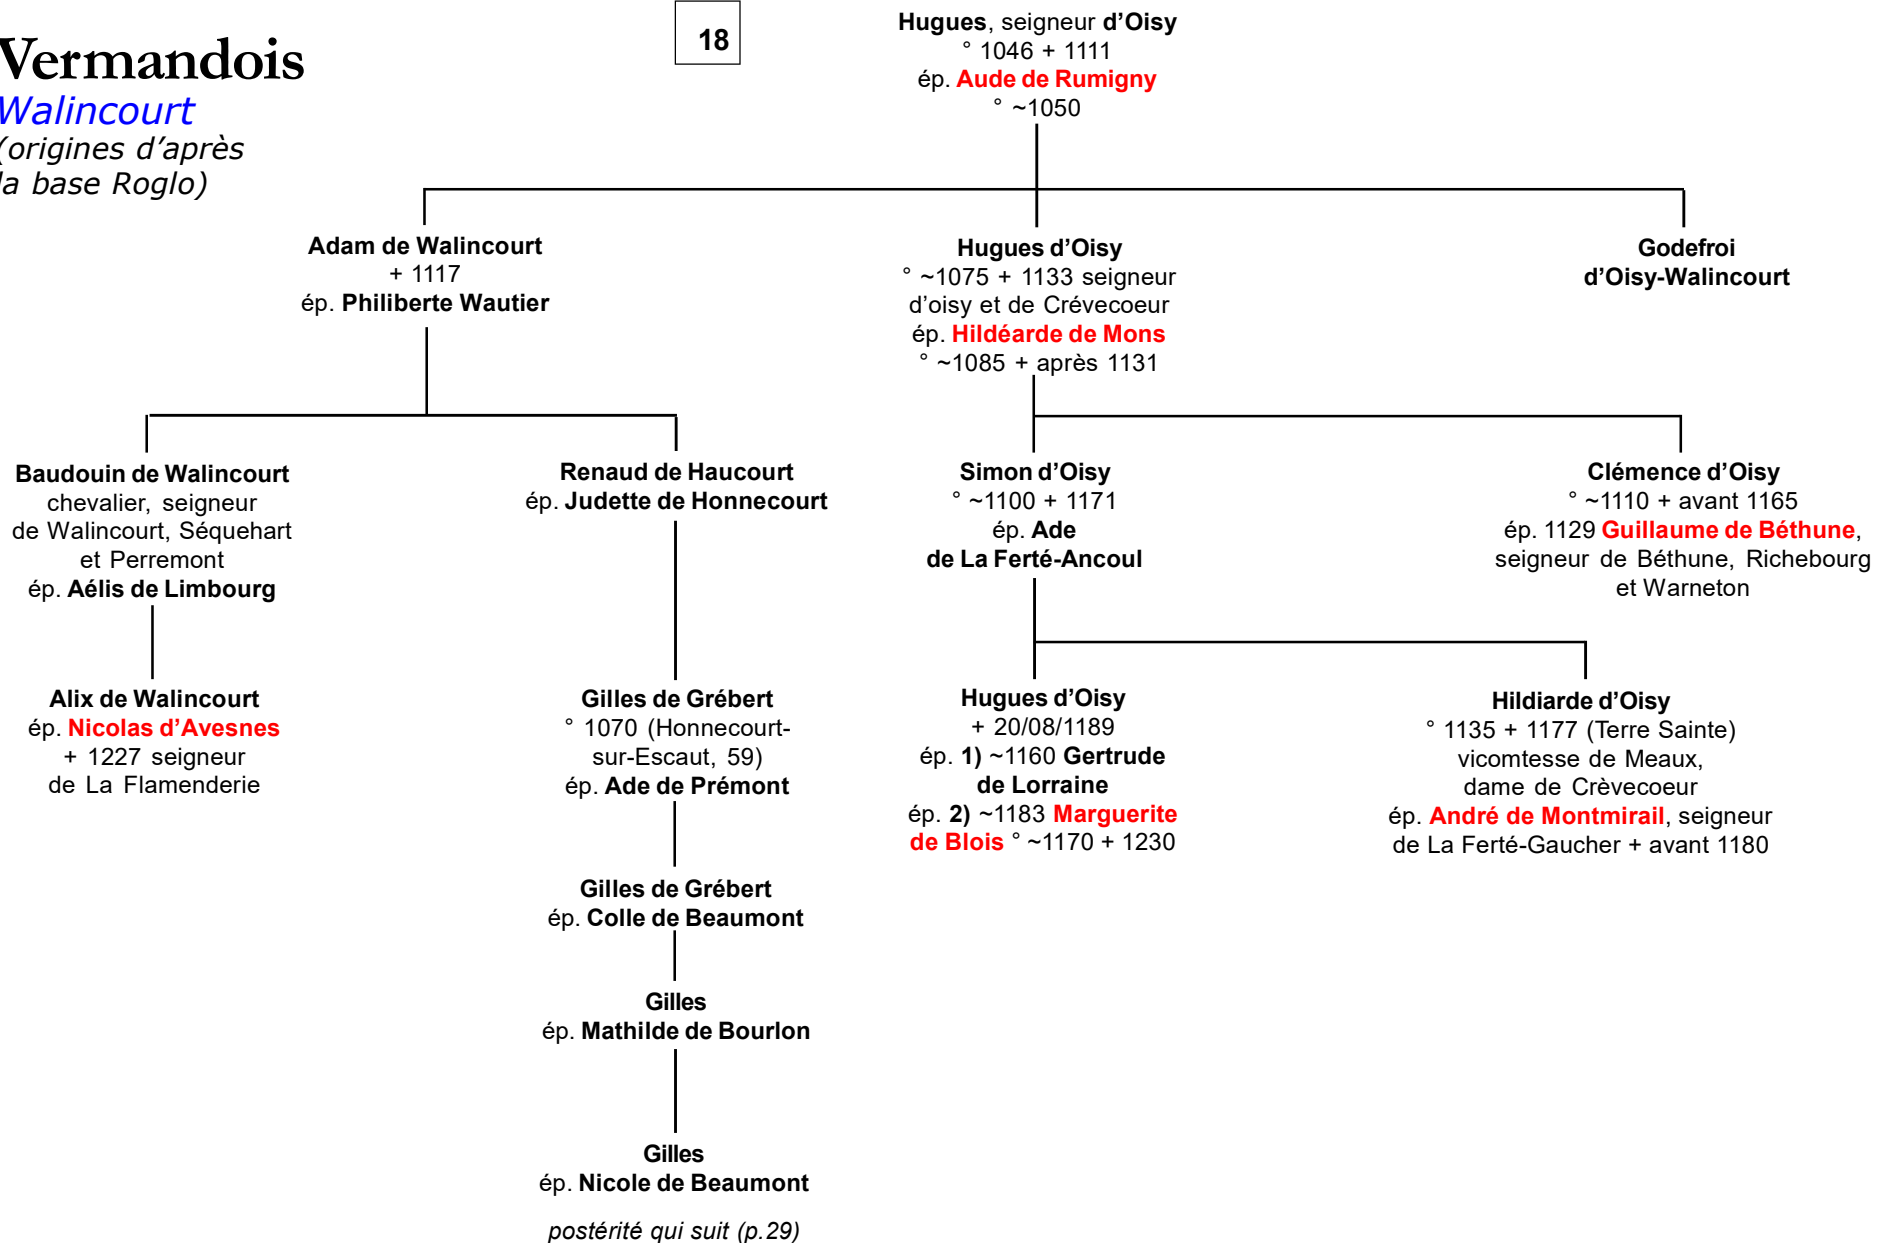 Vermandois
Walincourt
(origines d’après
la base Roglo)
18
Hugues, seigneur d’Oisy
° 1046 + 1111
ép. Aude de Rumigny
° ~1050
Adam de Walincourt
+ 1117
ép. Philiberte Wautier
Hugues d’Oisy
° ~1075 + 1133 seigneur
d’oisy et de Crévecoeur
ép. Hildéarde de Mons
° ~1085 + après 1131
Godefroi
d’Oisy-Walincourt
Baudouin de Walincourt
chevalier, seigneur
de Walincourt, Séquehart
et Perremont
ép. Aélis de Limbourg
Renaud de Haucourt
ép. Judette de Honnecourt
Simon d’Oisy
° ~1100 + 1171
ép. Ade
de La Ferté-Ancoul
Clémence d’Oisy
° ~1110 + avant 1165
ép. 1129 Guillaume de Béthune,
seigneur de Béthune, Richebourg
et Warneton
Alix de Walincourt
ép. Nicolas d’Avesnes
+ 1227 seigneur
de La Flamenderie
Gilles de Grébert
° 1070 (Honnecourt-
sur-Escaut, 59)
ép. Ade de Prémont
Hugues d’Oisy
+ 20/08/1189
ép. 1) ~1160 Gertrude
de Lorraine
ép. 2) ~1183 Marguerite
de Blois ° ~1170 + 1230
Hildiarde d’Oisy
° 1135 + 1177 (Terre Sainte)
vicomtesse de Meaux,
dame de Crèvecoeur
ép. André de Montmirail, seigneur
de La Ferté-Gaucher + avant 1180
Gilles de Grébert
ép. Colle de Beaumont
Gilles
ép. Mathilde de Bourlon
Gilles
ép. Nicole de Beaumont
postérité qui suit (p.29)